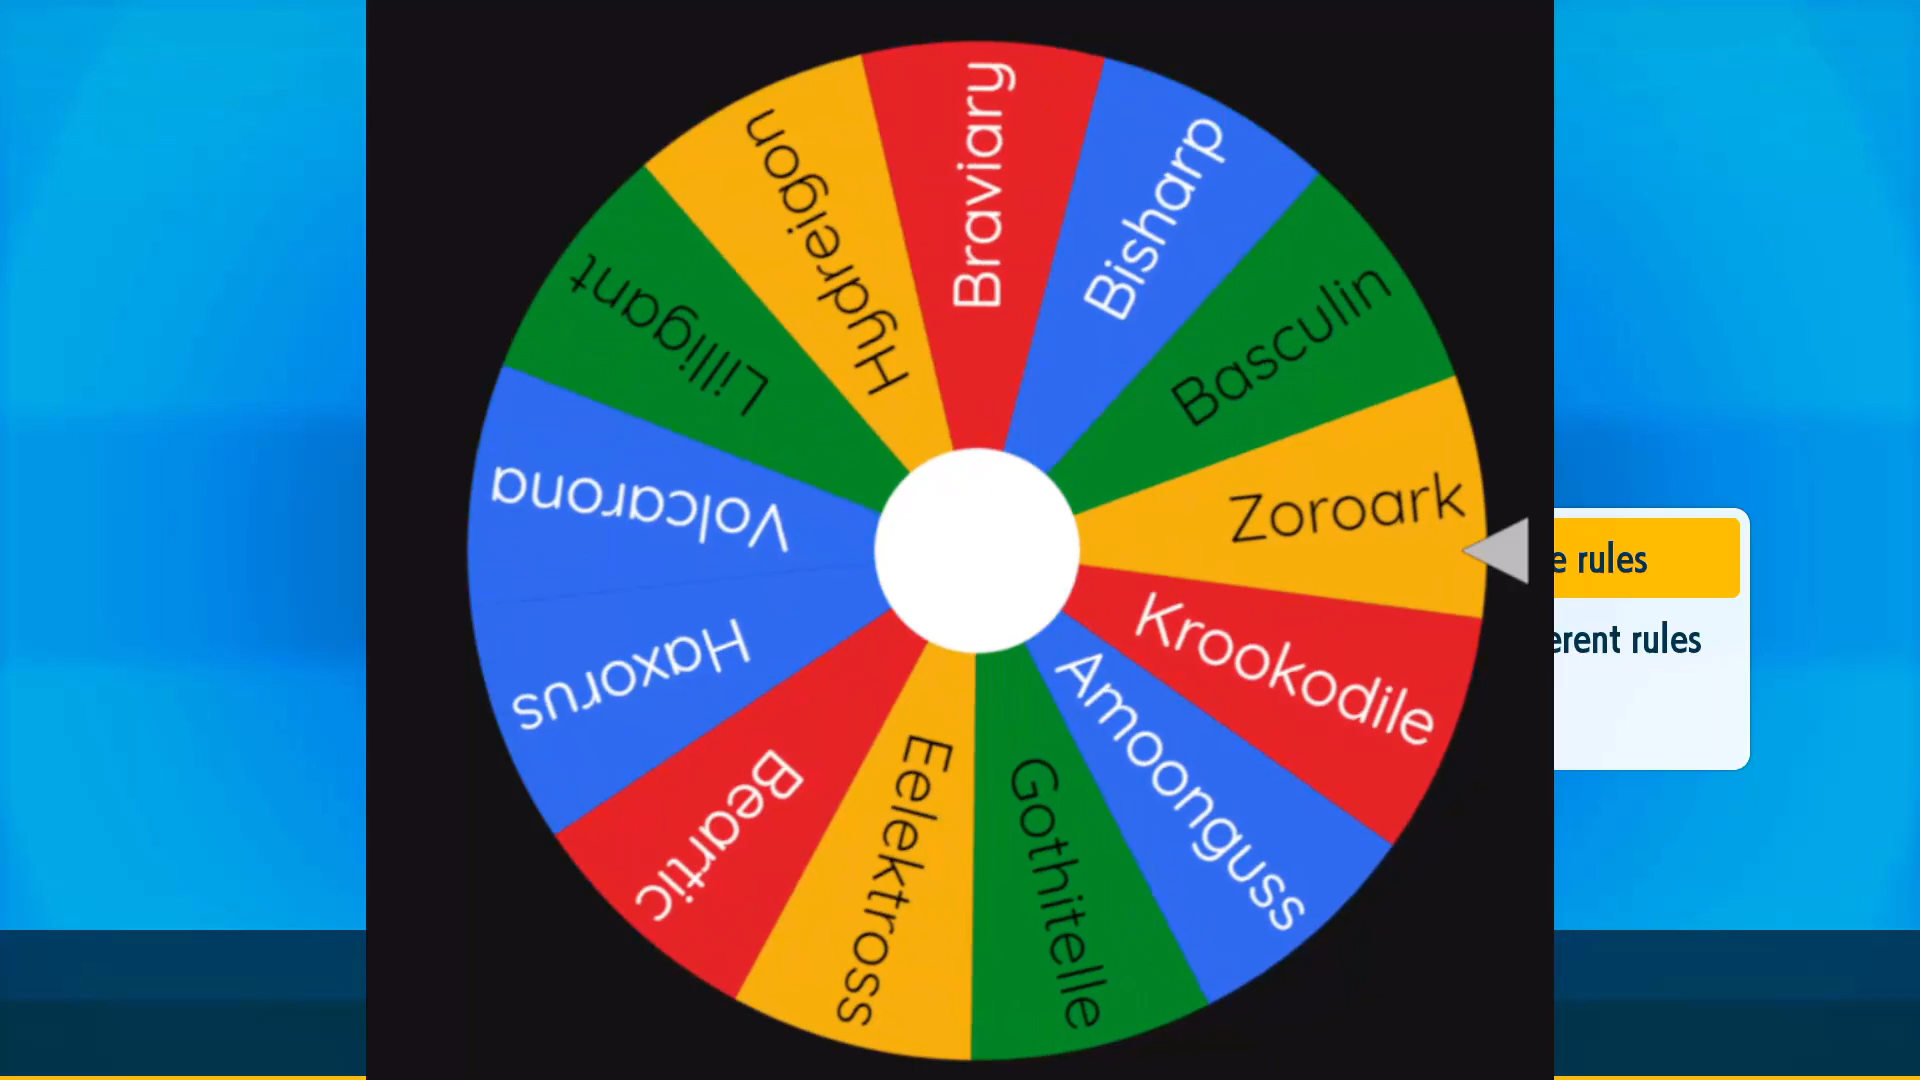 Braviary
Bisharp
Basculin
Zoroark
Krookodile
Amoonguss
Gothitelle
Eelektross
Beartic
Haxorus
Volcarona
Lilligant
Hydreigon
e rules
erent rules